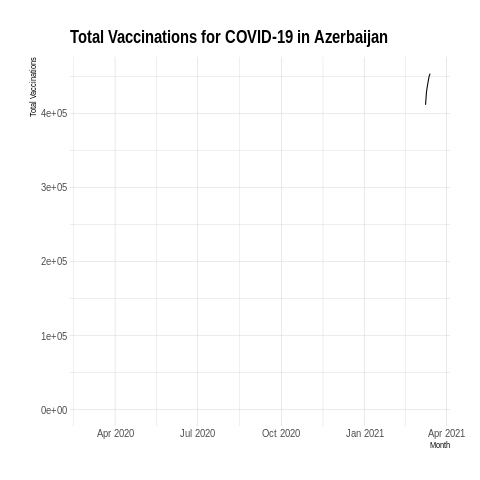 Total Vaccinations for COVID-19 in Azerbaijan
Total Vaccinations
4e+05
3e+05
2e+05
1e+05
0e+00
Apr 2020 Jul 2020 Oct 2020 Jan 2021 Apr 2021
Month